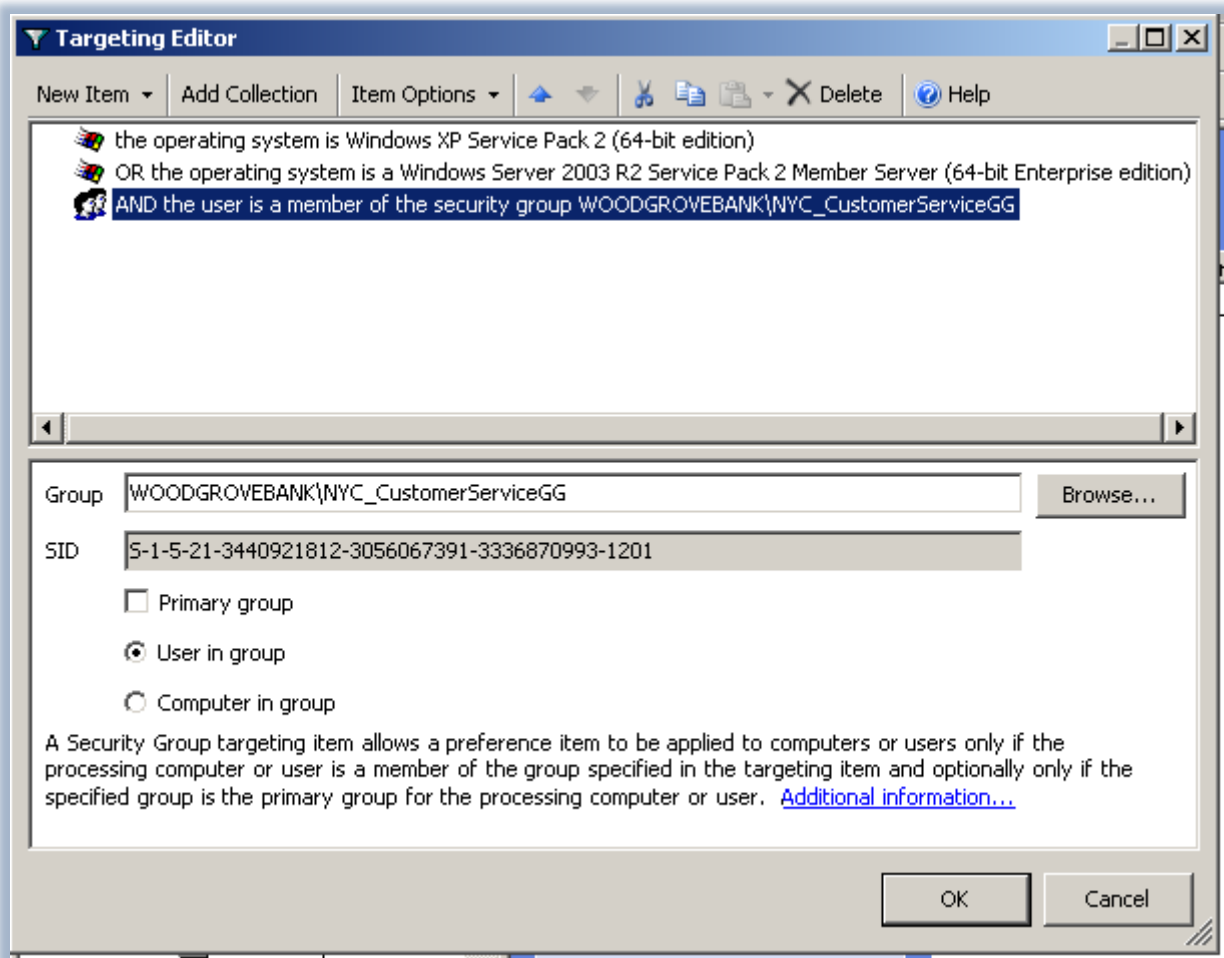 Targeting Editor
New Item Add Collection Item Options Delete Help
the operating system is Windows XP Service Pack 2 (64-bit edition)
OR the operating system is a Windows Server 2003 R2 Service Pack 2 Member Server (64-bit Enterprise edition)
AND the user is a member of the security group WOODGROVEBANK\NYC_CustomerServiceGG
Group WOODGROVEBANK\NYC_CustomerServiceGG Browse...
SID S-1-5-21-3440921812-3056067391-3336870993-1201
Primary group
User in group
Computer in group
A Security Group targeting item allows a preference item to be applied to computers or users only if the
processing computer or user is a member of the group specified in the targeting item and optionally only if the
specified group is the primary group for the processing computer or user. Additional information...
OK Cancel